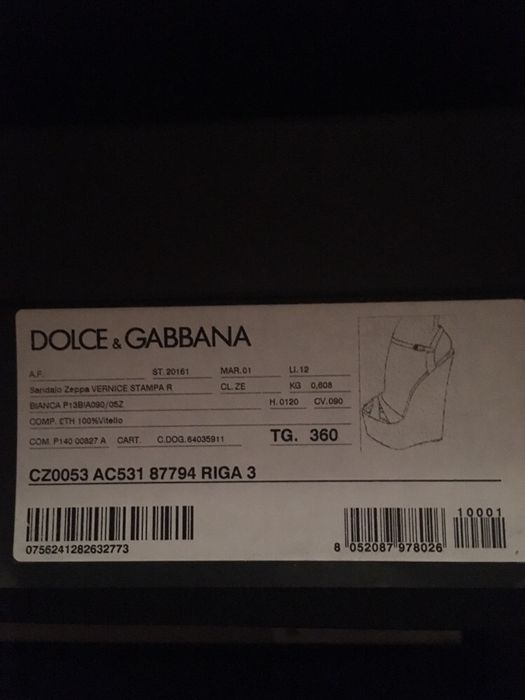 DOLCE & GABBANA
A.F. ST. 20161 MAR. 01 LI. 12
Sandalo Zeppa VERNICE STAMPA R CL. ZE KG 0,608
BIANCA P13BIA090/05Z H. 0120 CV. 090
COMP. ETH 100%Vitello
COM. P140 00827 A CART. C.DOG. 64035911 TG. 360
CZ0053 AC531 87794 RIGA 3
10001
0756241282632773 8 052087 978026